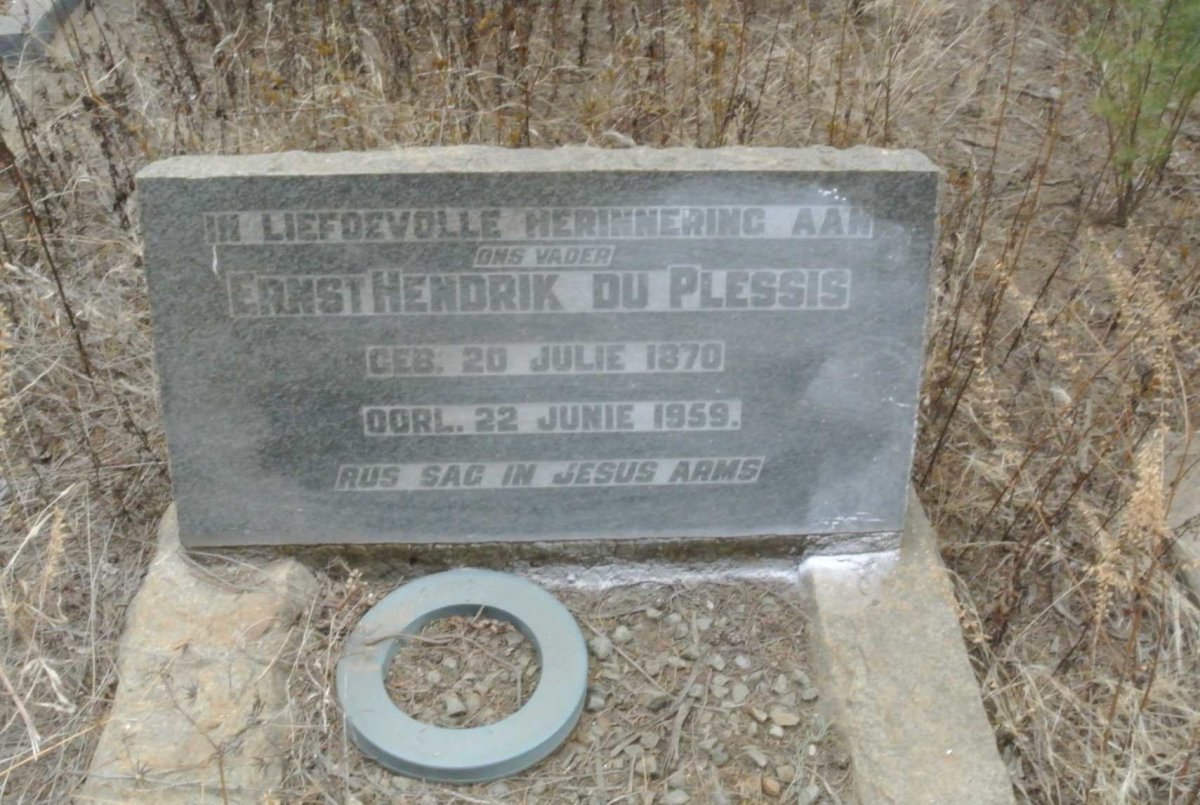 IN LIEFDEVOLLE HERINNERING AAN
ONS VADER
ERNST HENDRIK DU PLESSIS
GEB. 20 JULIE 1870
OORL. 22 JUNIE 1959.
RUS SAG IN JESUS ARMS